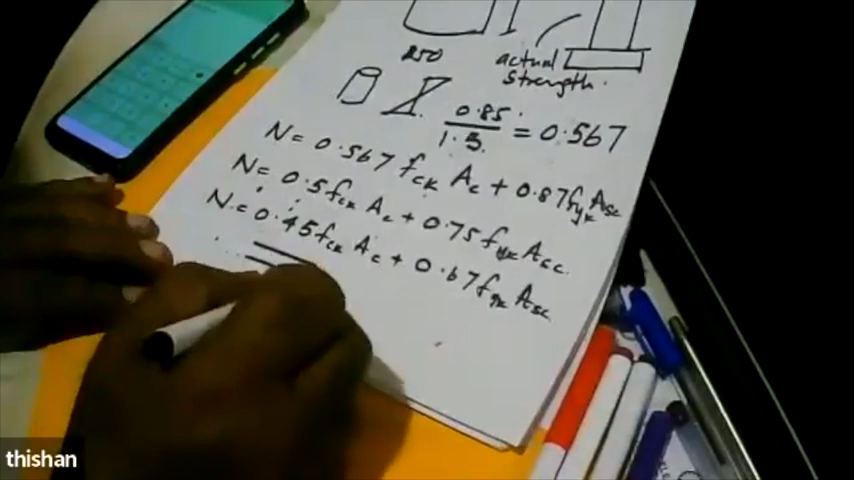 250
actual
strength.
0.85 / 1.5. = 0.567
N = 0.567 fck Ac + 0.87 fyk Asc
N = 0.5 fck Ac + 0.75 fyk Asc.
N = 0.45 fck Ac + 0.67 fyk Asc.
thishan